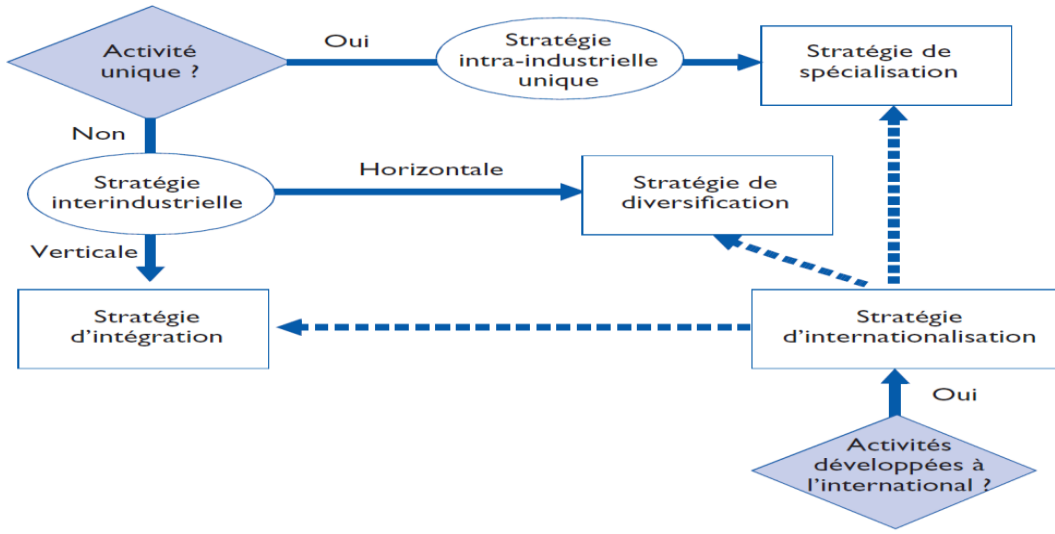 Activité
unique ?
Oui
Stratégie
intra-industrielle
unique
Stratégie de
spécialisation
Non
Stratégie
interindustrielle
Horizontale
Stratégie de
diversification
Verticale
Stratégie
d’intégration
Stratégie
d’internationalisation
Oui
Activités
développées à
l’international ?